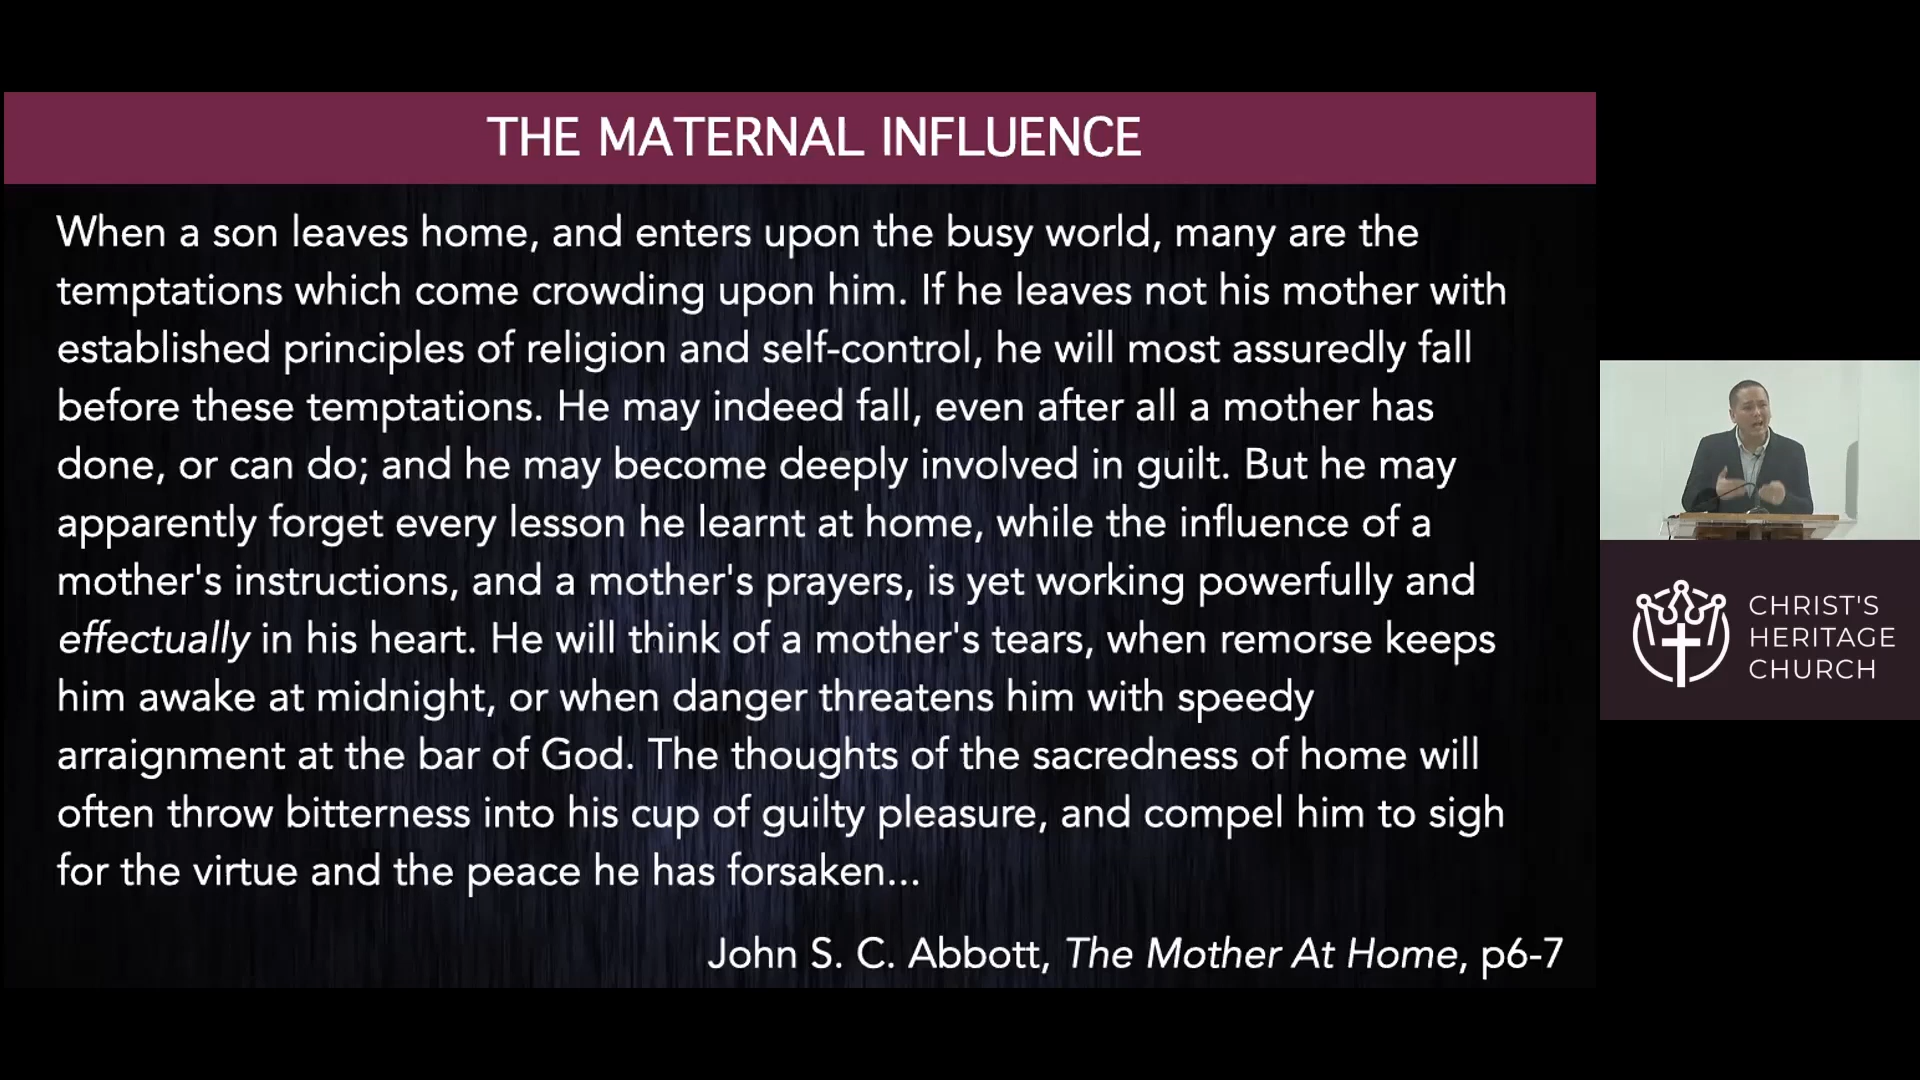 THE MATERNAL INFLUENCE
When a son leaves home, and enters upon the busy world, many are the
temptations which come crowding upon him. If he leaves not his mother with
established principles of religion and self-control, he will most assuredly fall
before these temptations. He may indeed fall, even after all a mother has
done, or can do; and he may become deeply involved in guilt. But he may
apparently forget every lesson he learnt at home, while the influence of a
mother's instructions, and a mother's prayers, is yet working powerfully and
effectually in his heart. He will think of a mother's tears, when remorse keeps
him awake at midnight, or when danger threatens him with speedy
arraignment at the bar of God. The thoughts of the sacredness of home will
often throw bitterness into his cup of guilty pleasure, and compel him to sigh
for the virtue and the peace he has forsaken...
John S. C. Abbott, The Mother At Home, p6-7
CHRIST'S
HERITAGE
CHURCH